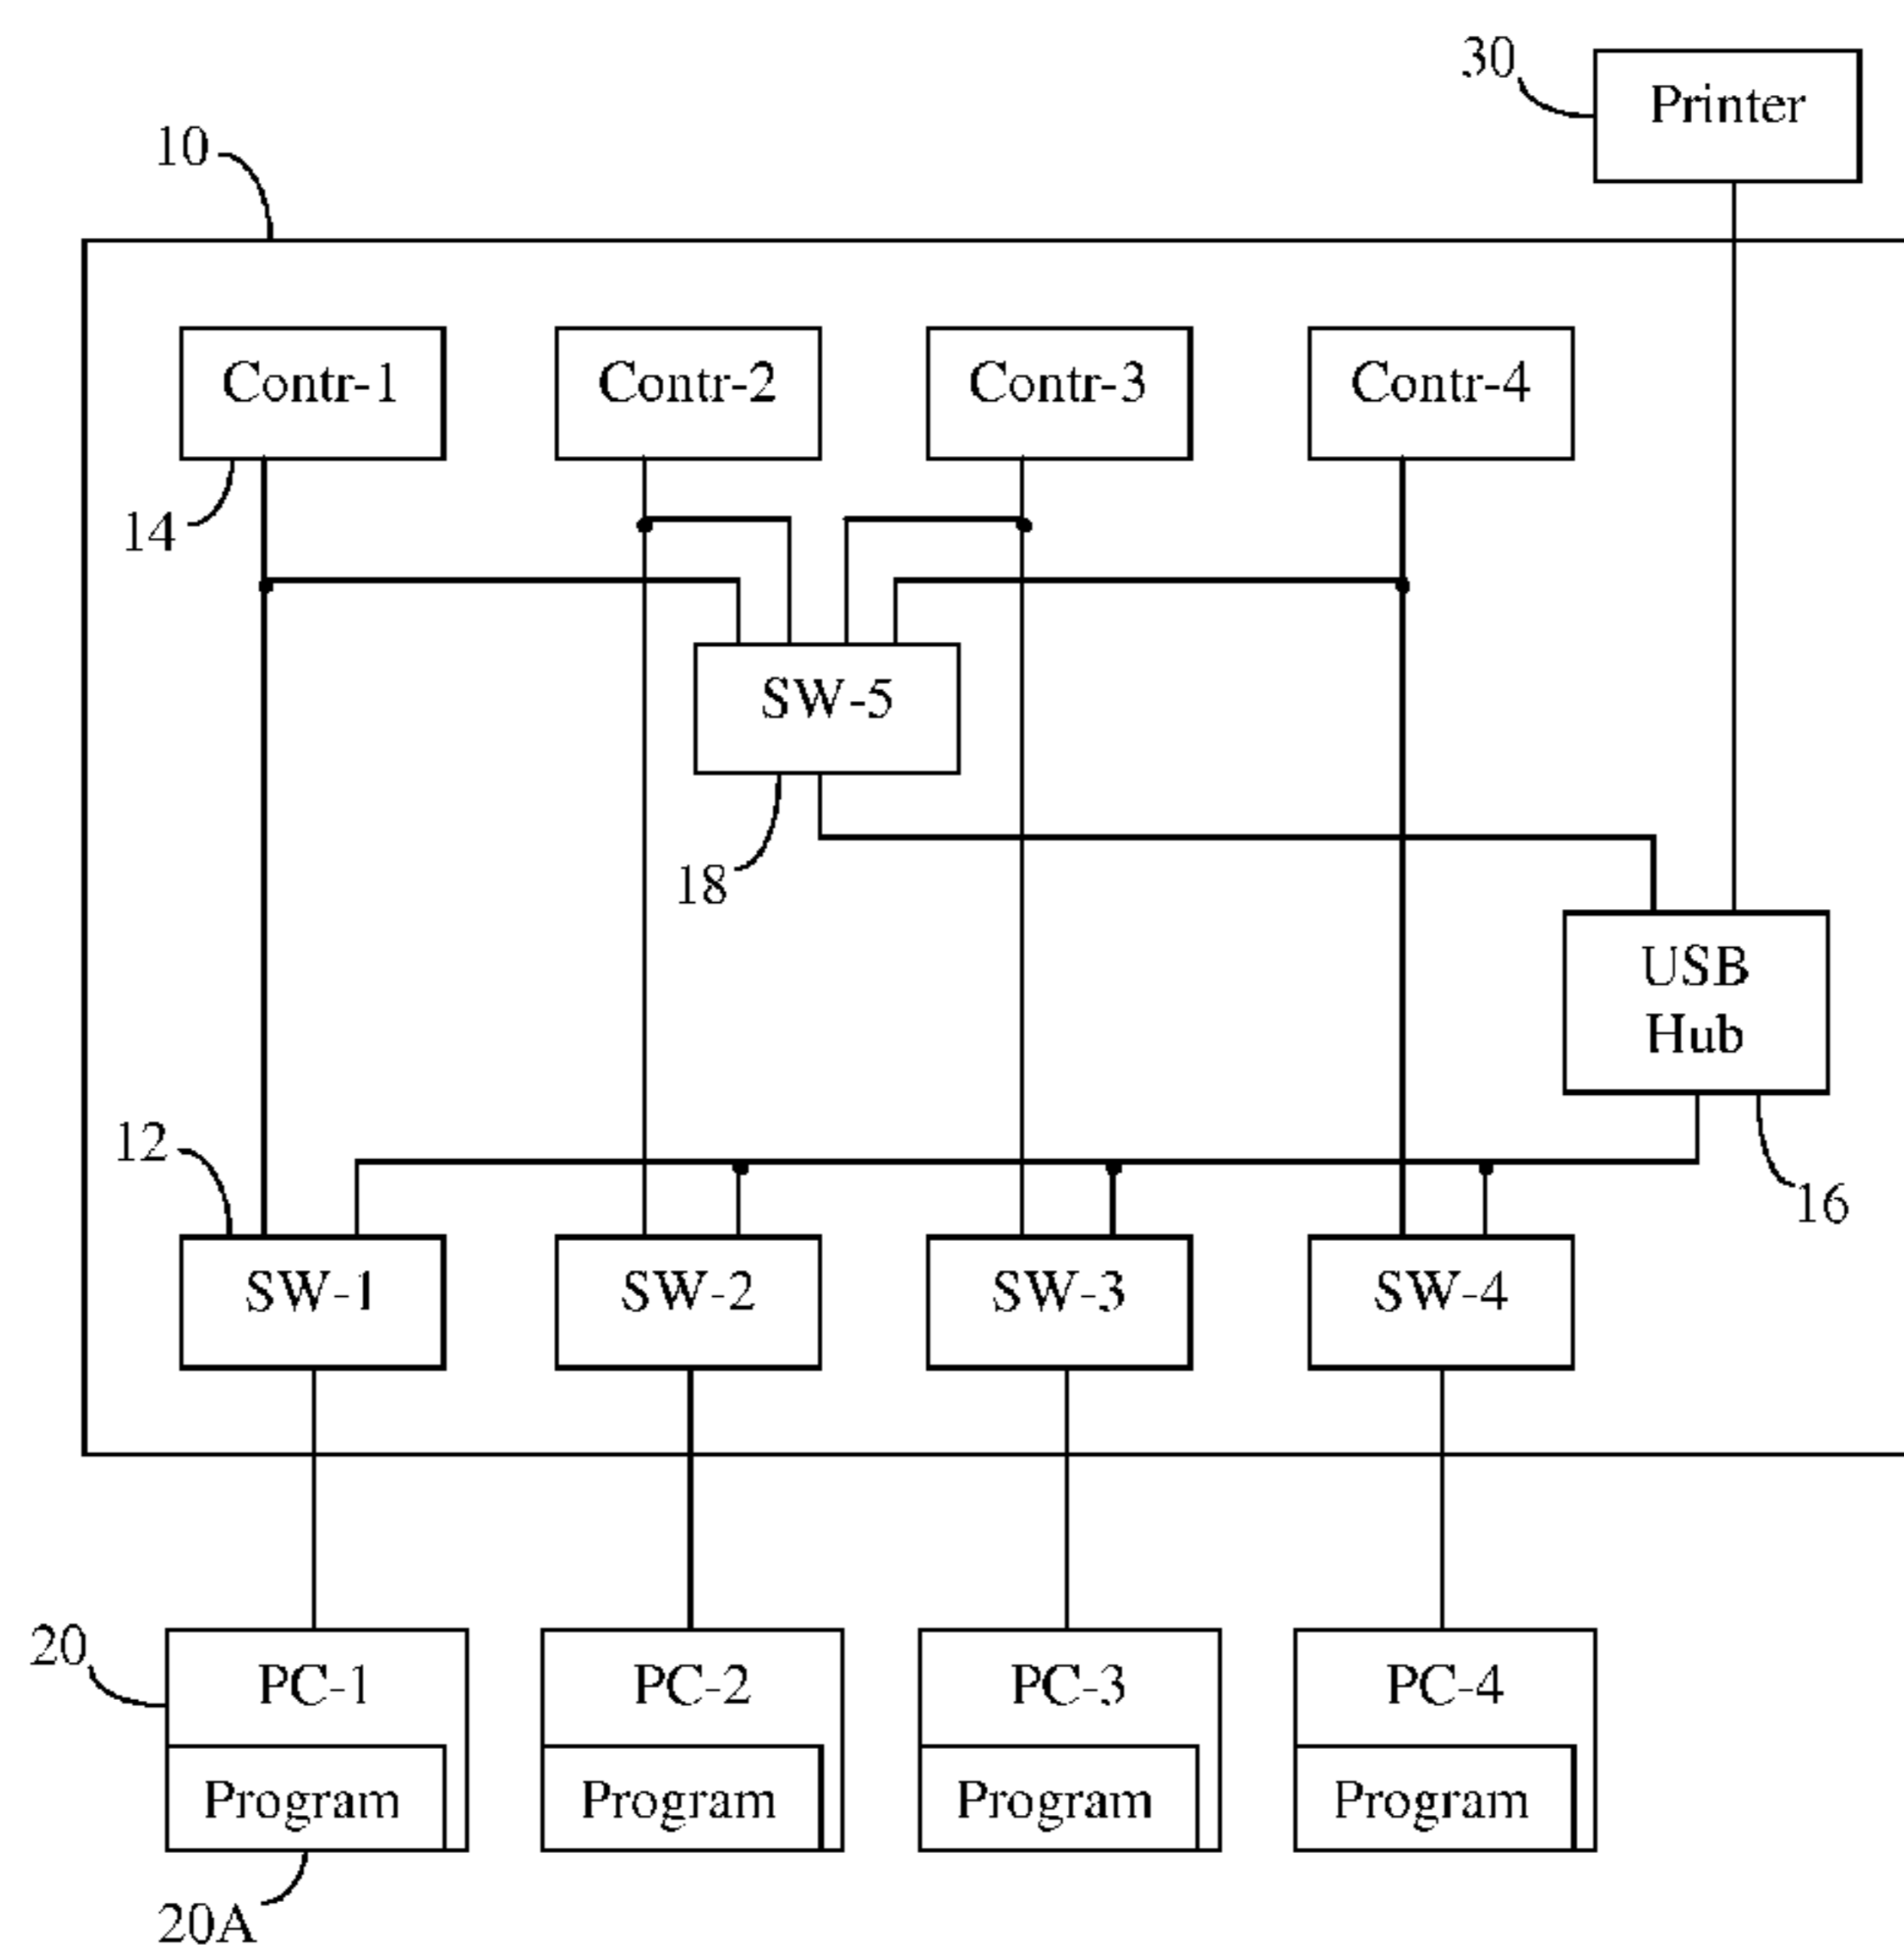 30
Printer
10
Contr-1
Contr-2
Contr-3
Contr-4
14
SW-5
18
USB
Hub
12
16
SW-1
SW-2
SW-3
SW-4
20
PC-1
PC-2
PC-3
PC-4
Program
Program
Program
Program
20A